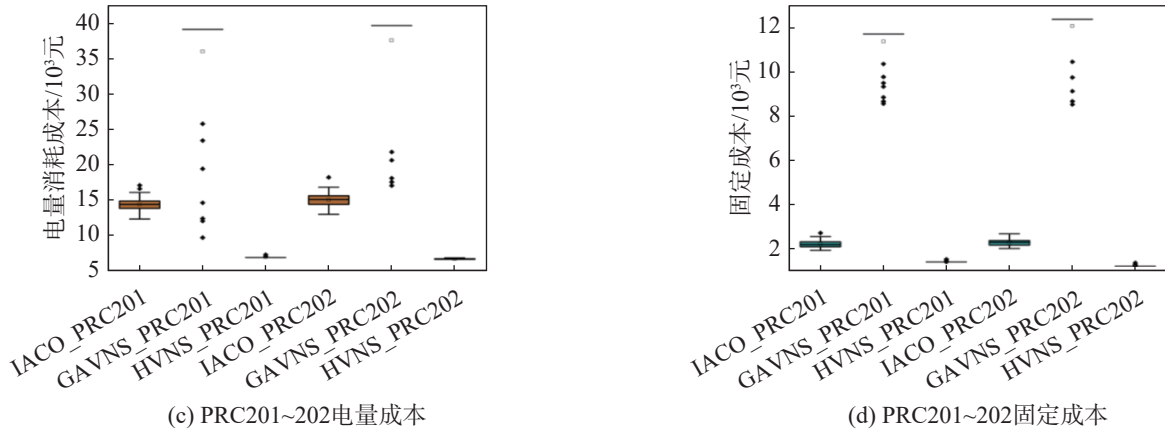 电量消耗成本/10³元
40
35
30
25
20
15
10
5
IACO_PRC201
GAVNS_PRC201
HVNS_PRC201
IACO_PRC202
GAVNS_PRC202
HVNS_PRC202
(c) PRC201~202电量成本
固定成本/10³元
12
10
8
6
4
2
IACO_PRC201
GAVNS_PRC201
HVNS_PRC201
IACO_PRC202
GAVNS_PRC202
HVNS_PRC202
(d) PRC201~202固定成本